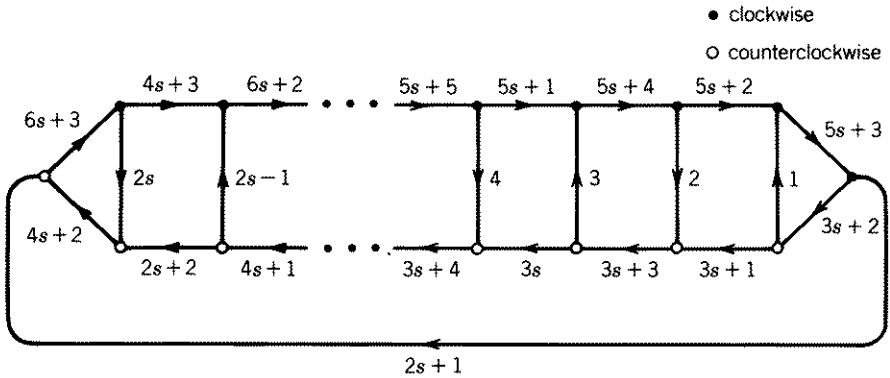 clockwise
counterclockwise
4s + 3 6s + 2 5s + 5 5s + 1 5s + 4 5s + 2
6s + 3 5s + 3
2s 2s − 1 4 3 2 1
4s + 2 3s + 2
2s + 2 4s + 1 3s + 4 3s 3s + 3 3s + 1
2s + 1